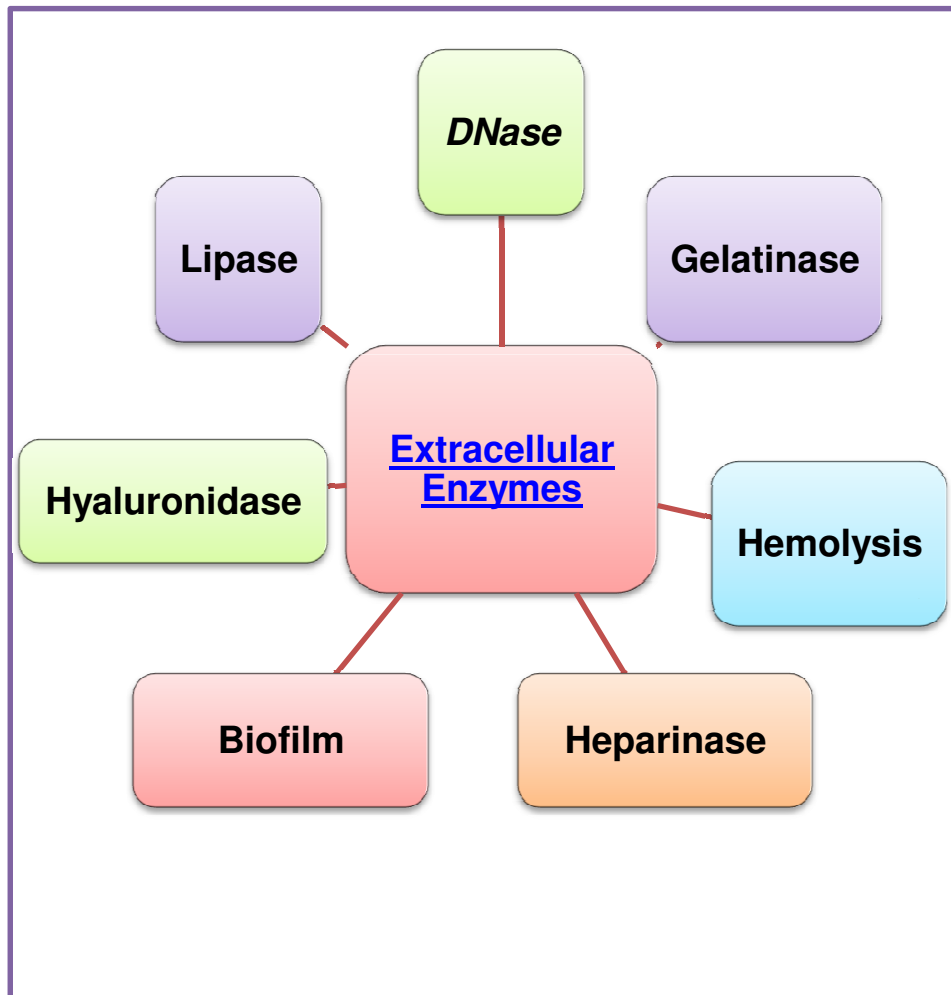 DNase
Lipase
Gelatinase
Extracellular
Enzymes
Hyaluronidase
Hemolysis
Biofilm
Heparinase